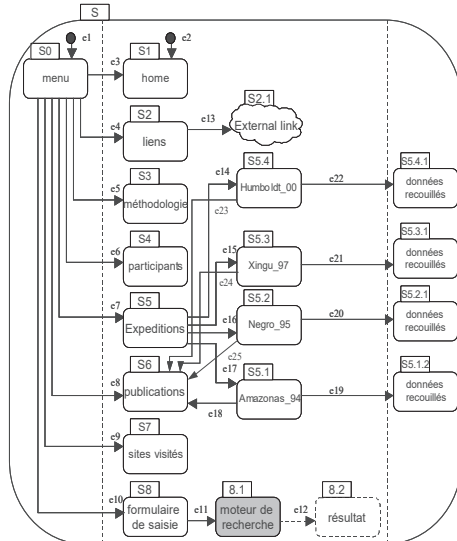 S
S0
e1
menu
e3
S1
e2
home
S2
e4
liens
e13
S2.1
External link
S3
e5
méthodologie
e14
S5.4
Humboldt_00
e23
e22
S5.4.1
données
recouillés
S4
e6
participants
e15
S5.3
Xingu_97
e24
e21
S5.3.1
données
recouillés
S5
e7
Expeditions
e16
S5.2
Negro_95
e25
e20
S5.2.1
données
recouillés
S6
e8
publications
e17
S5.1
Amazonas_94
e18
e19
S5.1.2
données
recouillés
S7
e9
sites visités
S8
e10
formulaire
de saisie
e11
8.1
moteur de
recherche
e12
8.2
résultat